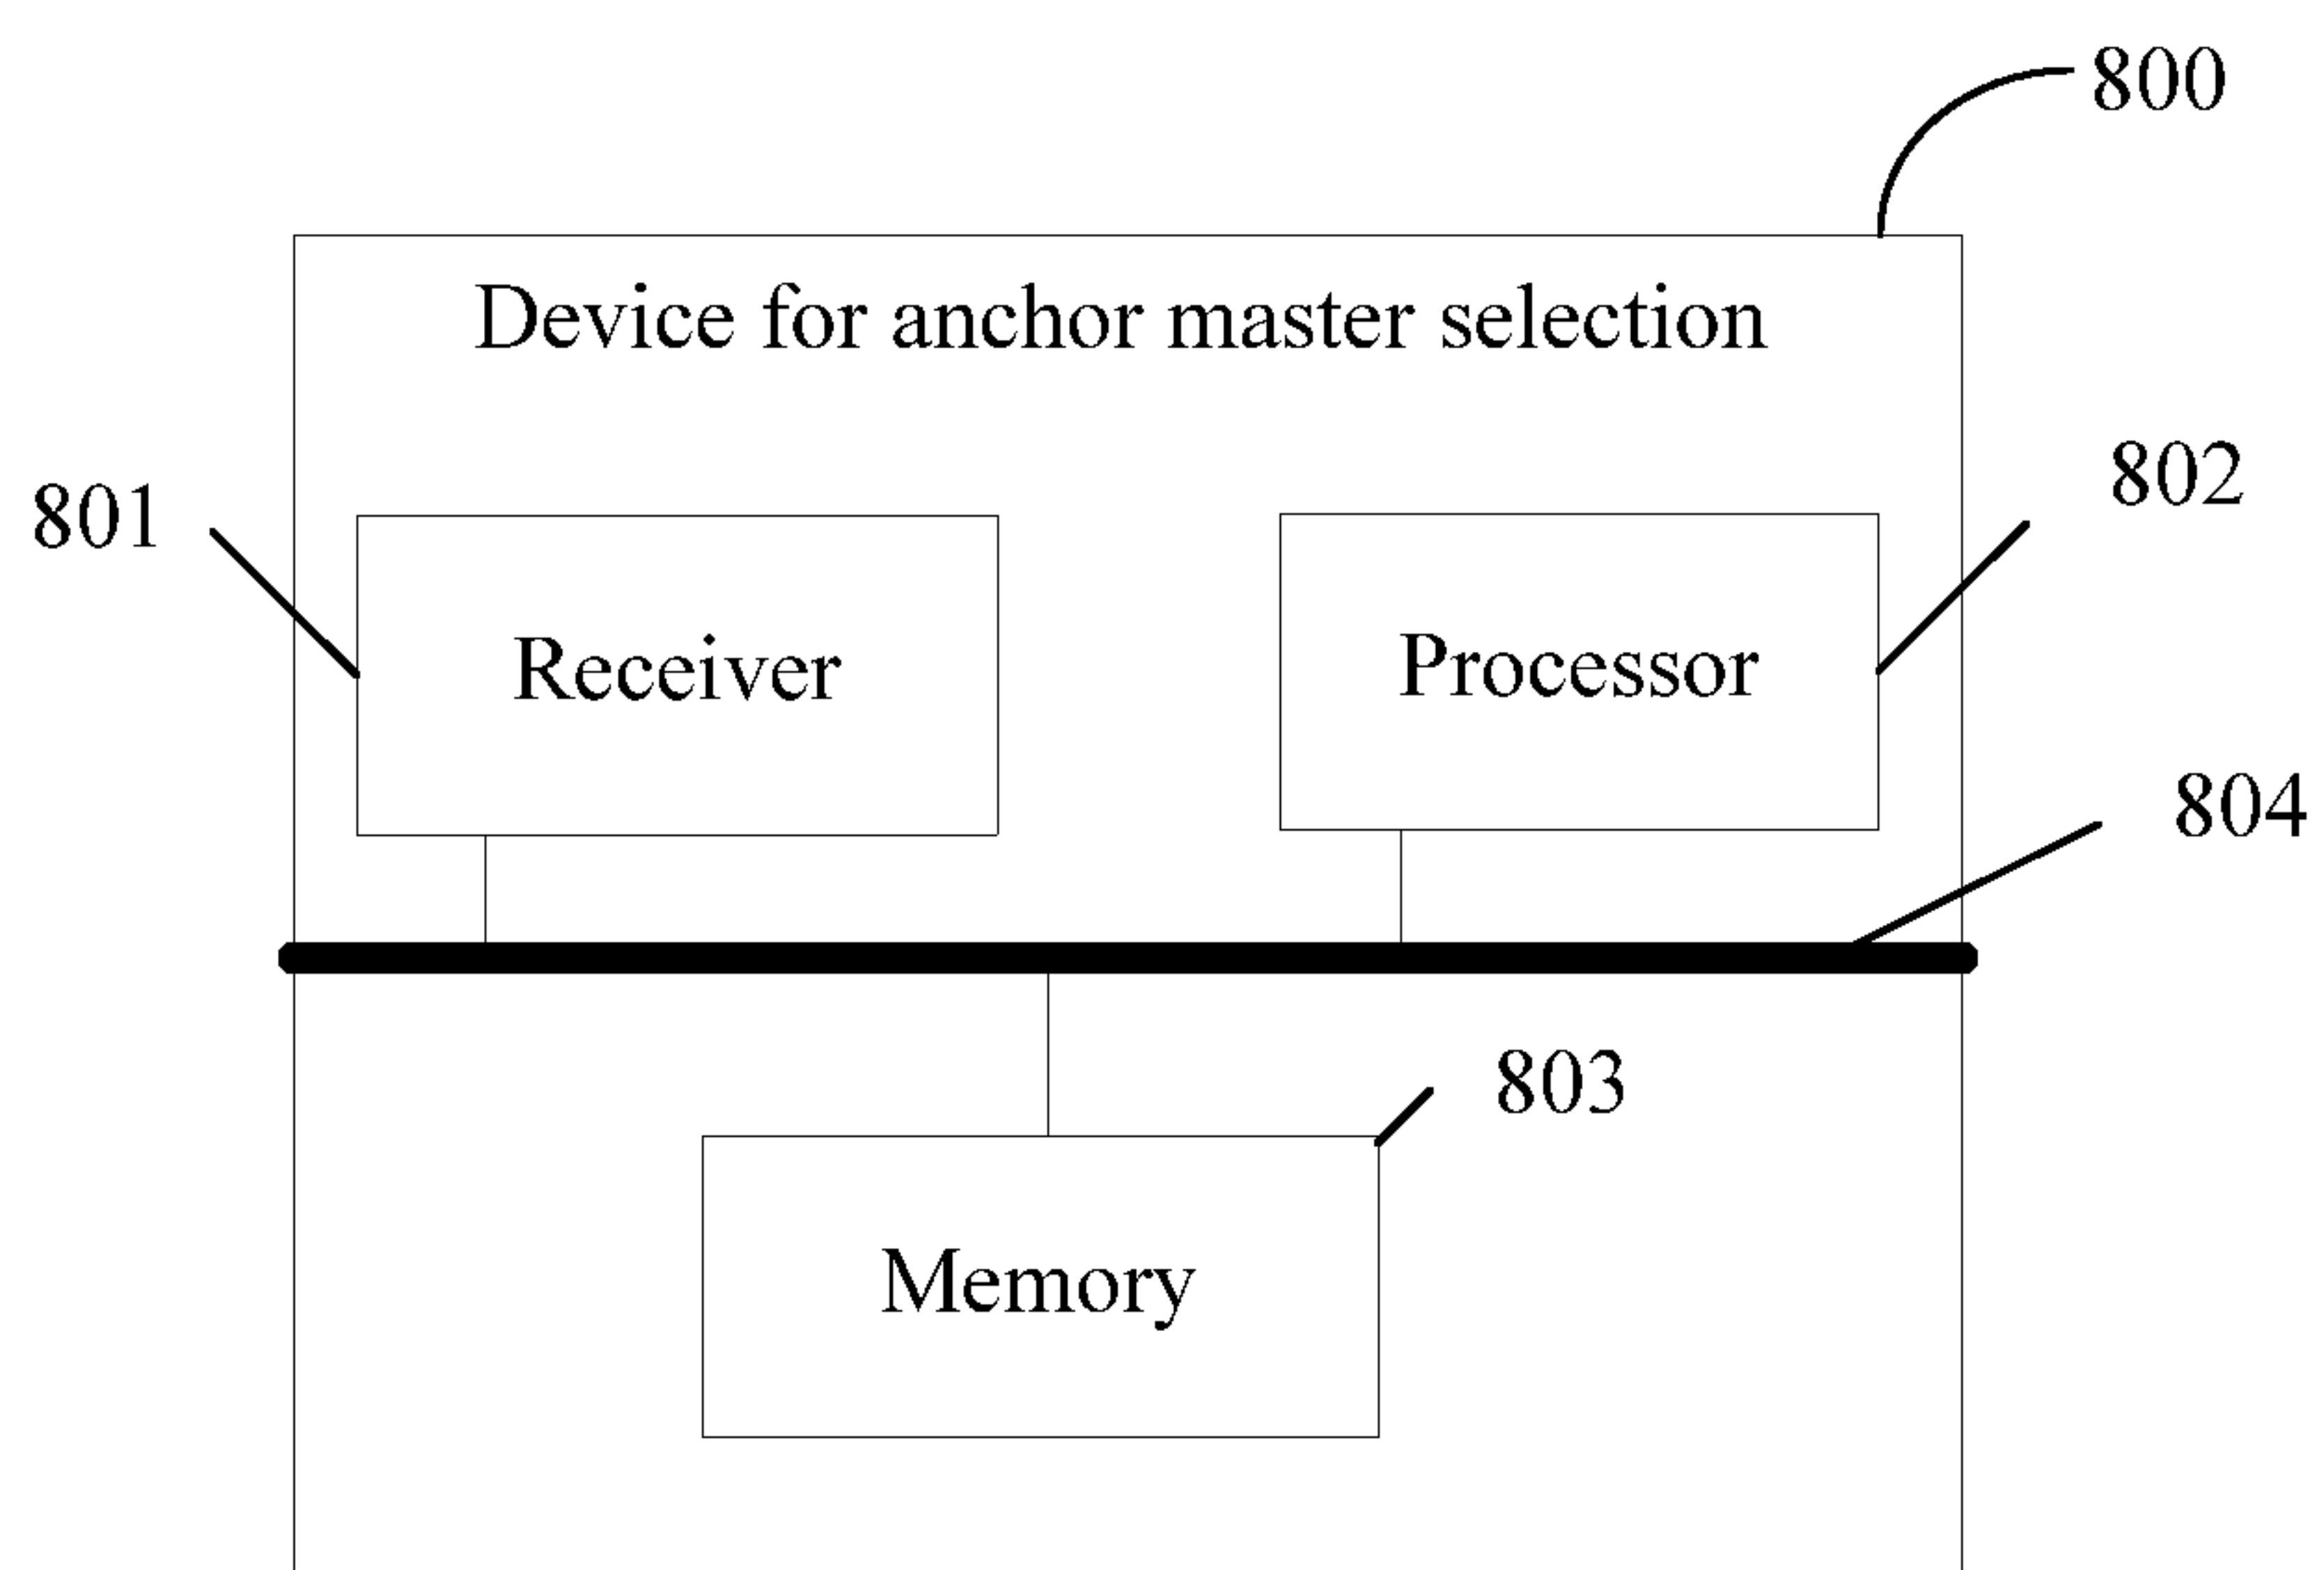 800
Device for anchor master selection
801
802
Receiver
Processor
804
803
Memory